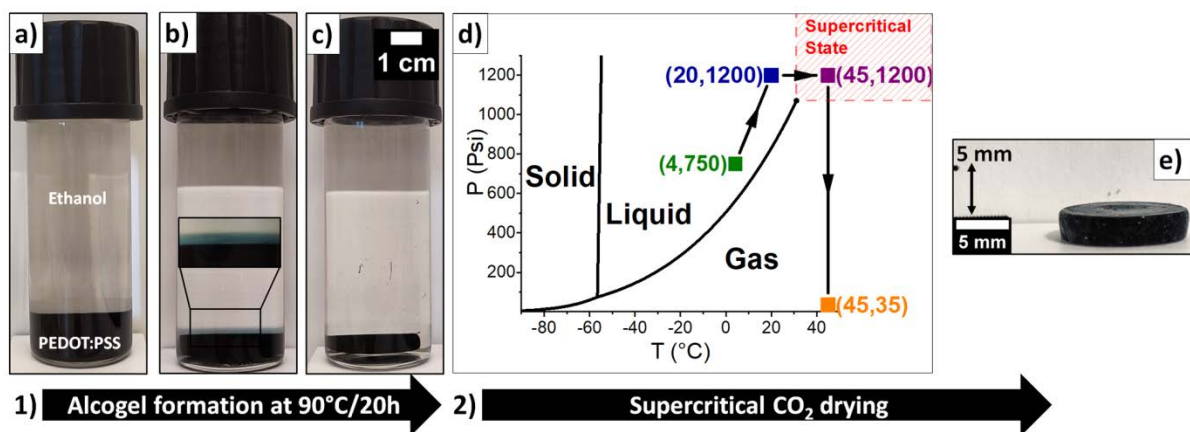 a)
Ethanol
PEDOT:PSS
b)
c)
1 cm
d)
Supercritical
State
1200
1000
800
600
400
200
P (Psi)
(20,1200)
(45,1200)
(4,750)
(45,35)
Solid
Liquid
Gas
-80
-60
-40
-20
0
20
40
T (°C)
e)
5 mm
5 mm
1)
Alcogel formation at 90°C/20h
2)
Supercritical CO₂ drying